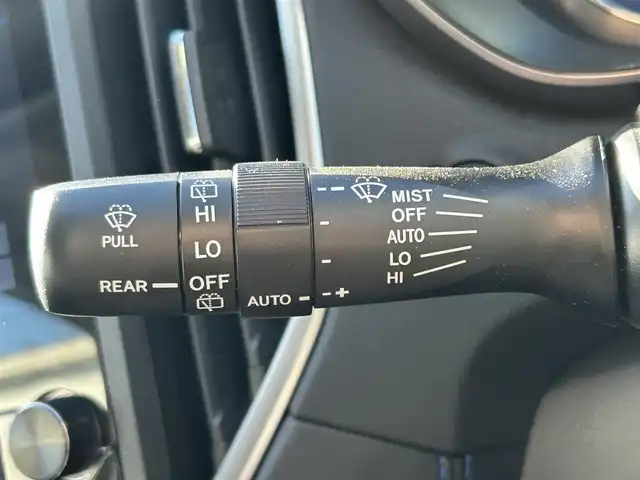 PULL
REAR
HI
LO
OFF
AUTO
--
-
-
-+
MIST
OFF
AUTO
LO
HI